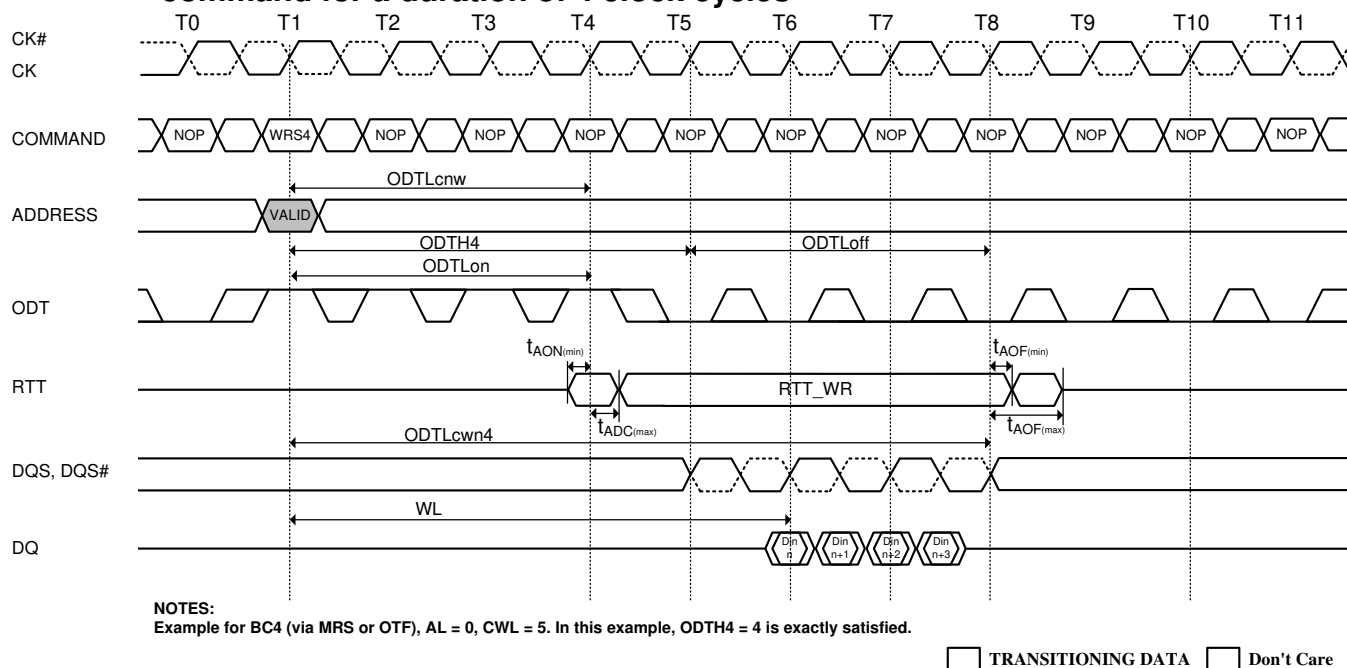 command for a duration of 4 clock cycles
T0 T1 T2 T3 T4 T5 T6 T7 T8 T9 T10 T11
CK#
CK
COMMAND NOP WRS4 NOP NOP NOP NOP NOP NOP NOP NOP NOP NOP
ODTLcnw
ADDRESS VALID
ODTH4 ODTLoff
ODTLon
ODT
tAON(min) tAOF(min)
RTT RTT_WR
tADC(max) tAOF(max)
ODTLcwn4
DQS, DQS#
WL
DQ Din n Din n+1 Din n+2 Din n+3
NOTES:
Example for BC4 (via MRS or OTF), AL = 0, CWL = 5. In this example, ODTH4 = 4 is exactly satisfied.
TRANSITIONING DATA Don't Care